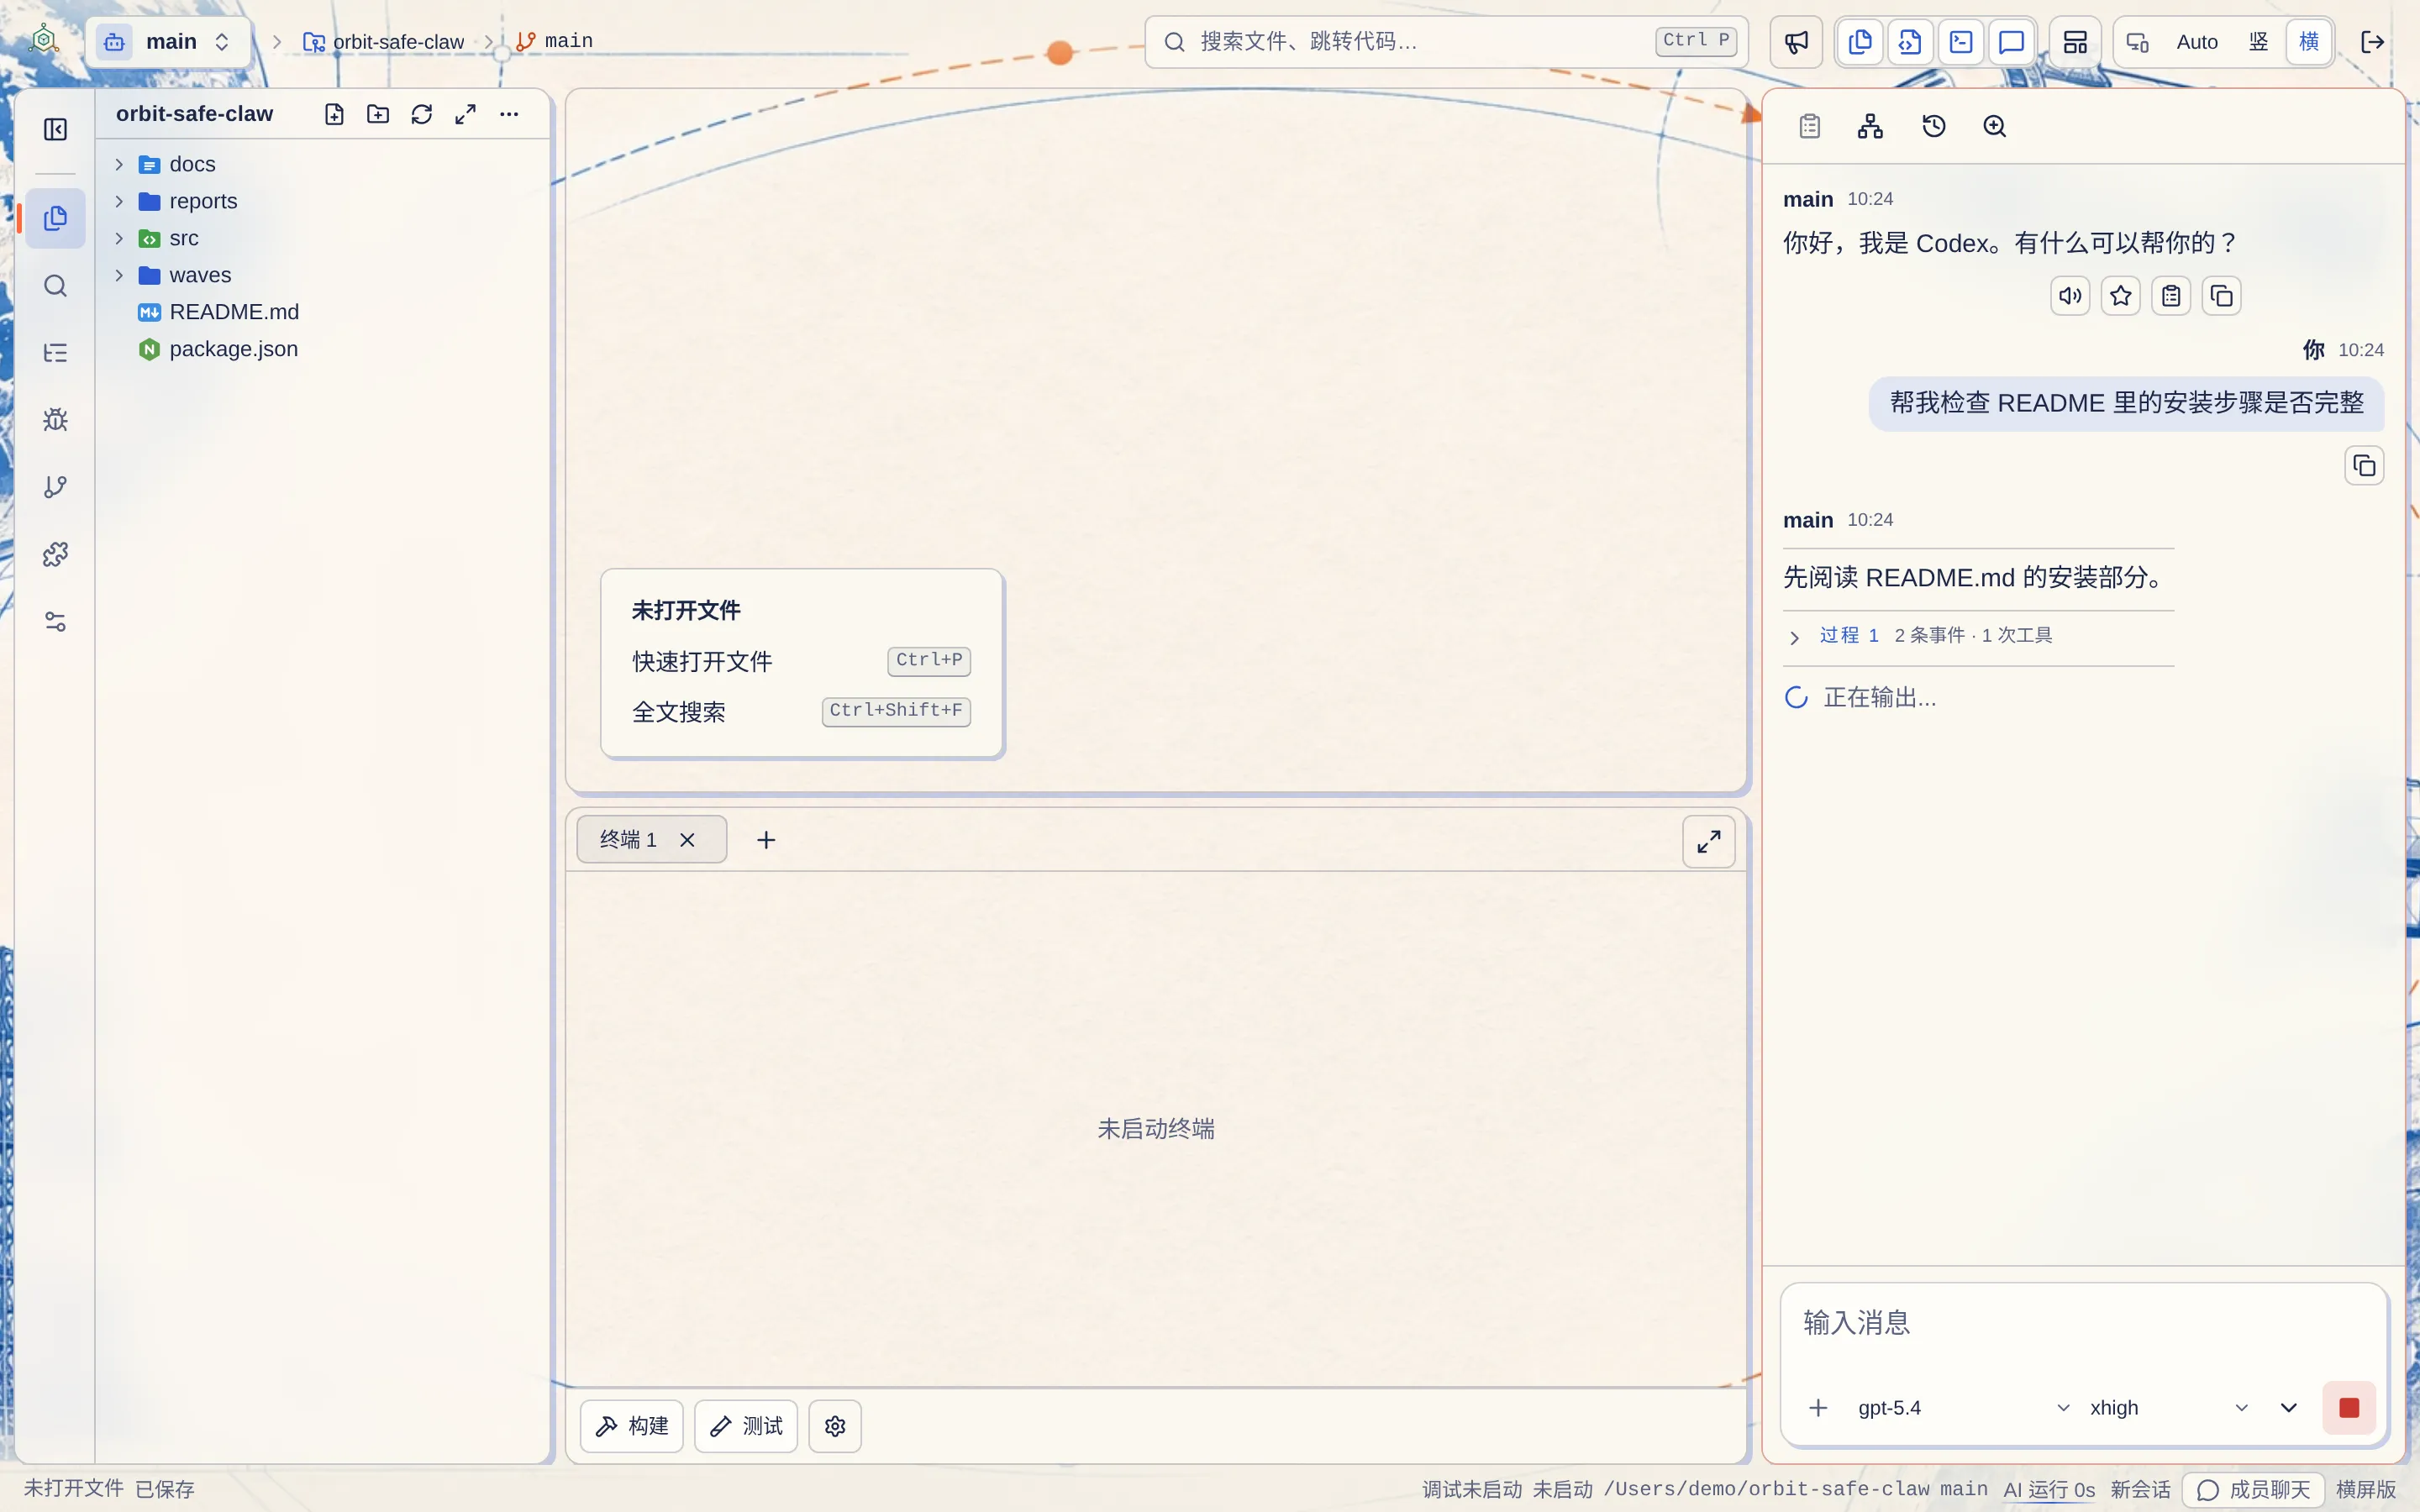 main
orbit-safe-claw
main
搜索文件、跳转代码...
Ctrl P
Auto
竖
横
orbit-safe-claw
docs
reports
src
waves
README.md
package.json
未打开文件
快速打开文件 Ctrl+P
全文搜索 Ctrl+Shift+F
终端 1
未启动终端
构建
测试
main 10:24
你好，我是 Codex。有什么可以帮你的？
你 10:24
帮我检查 README 里的安装步骤是否完整
main 10:24
先阅读 README.md 的安装部分。
过程 1 2 条事件 · 1 次工具
正在输出...
输入消息
gpt-5.4
xhigh
未打开文件 已保存
调试未启动 未启动 /Users/demo/orbit-safe-claw main AI 运行 0s 新会话 成员聊天 横屏版